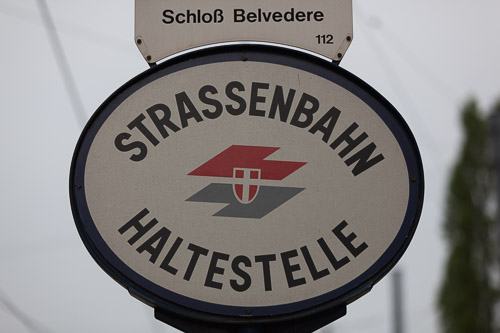 Schloß Belvedere
112
STRASSENBAHN
HALTESTELLE